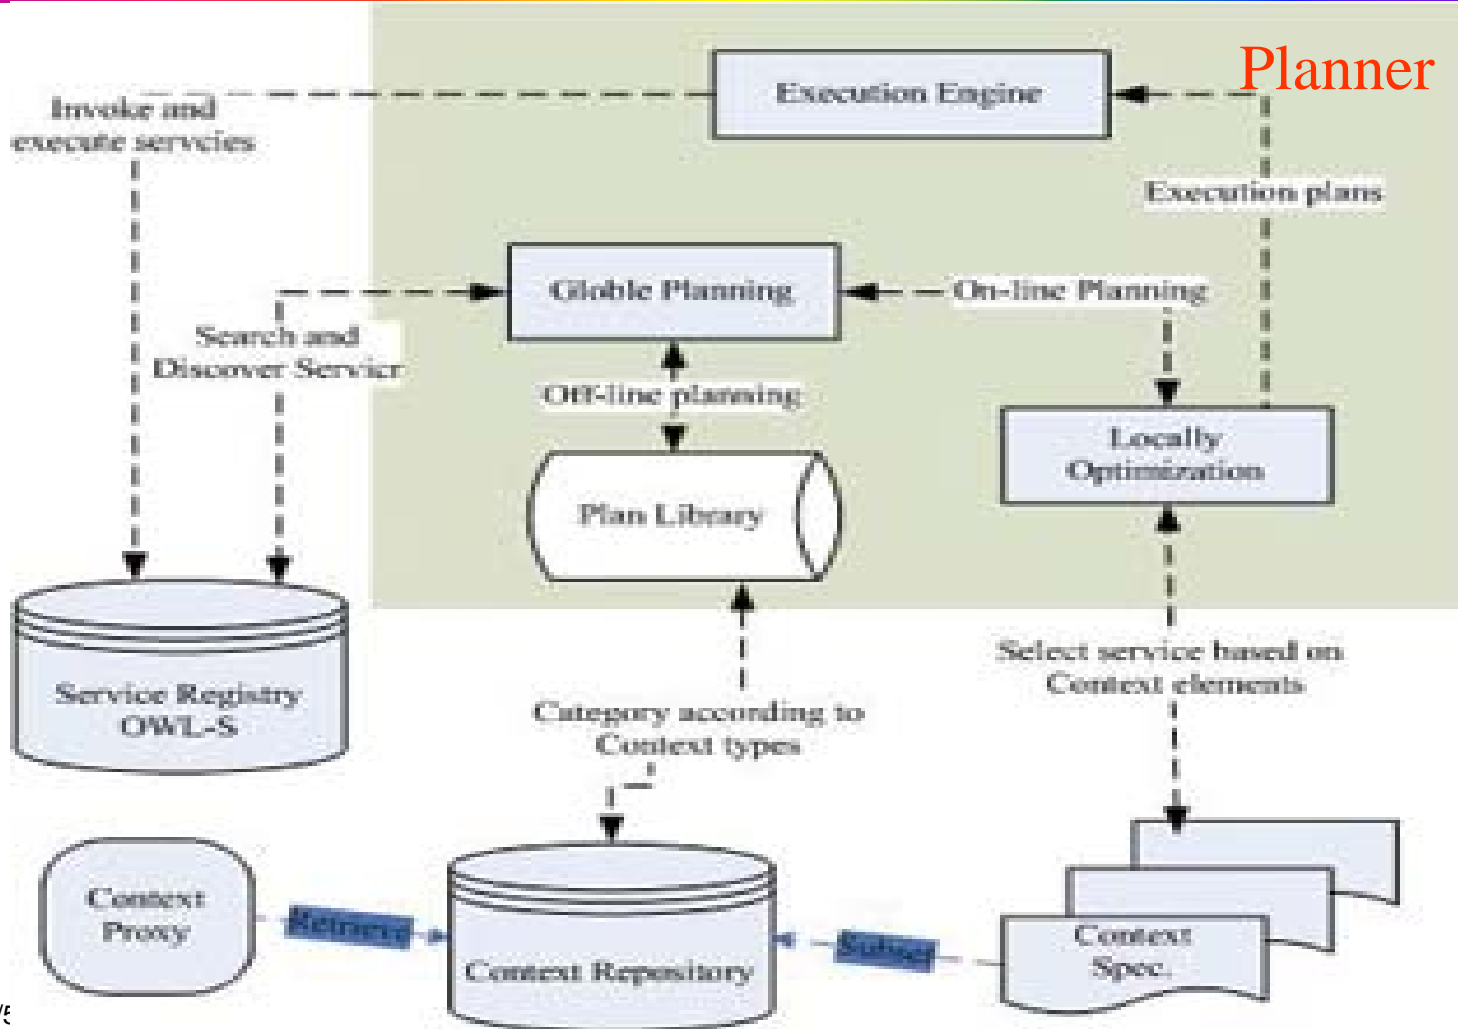 Planner
Execution Engine
Invoke and
execute servcies
Execution plans
Globle Planning
On-line Planning
Search and
Discover Servicr
Off-line planning
Locally
Optimization
Plan Library
Select service based on
Context elements
Service Registry
OWL-S
Category according to
Context types
Context
Proxy
Retrieve
Context Repository
Subset
Context
Spec.